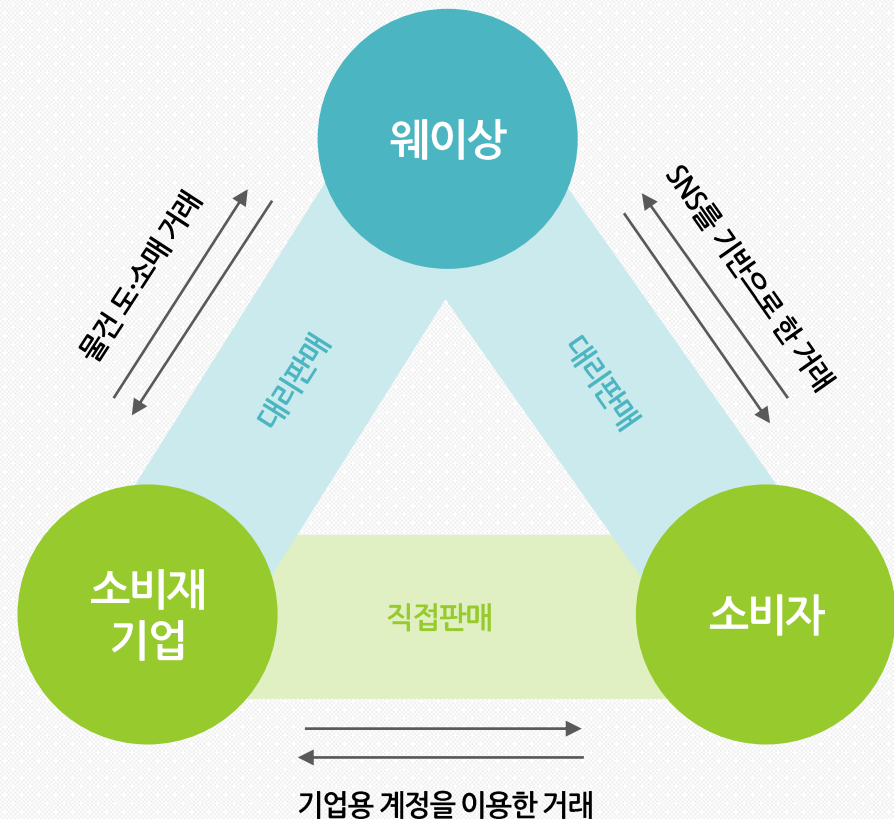 웨이상
물건 도·소매 거래
SNS를 기반으로 한 거래
대리판매
대리판매
소비재
기업
직접판매
소비자
기업용 계정을 이용한 거래